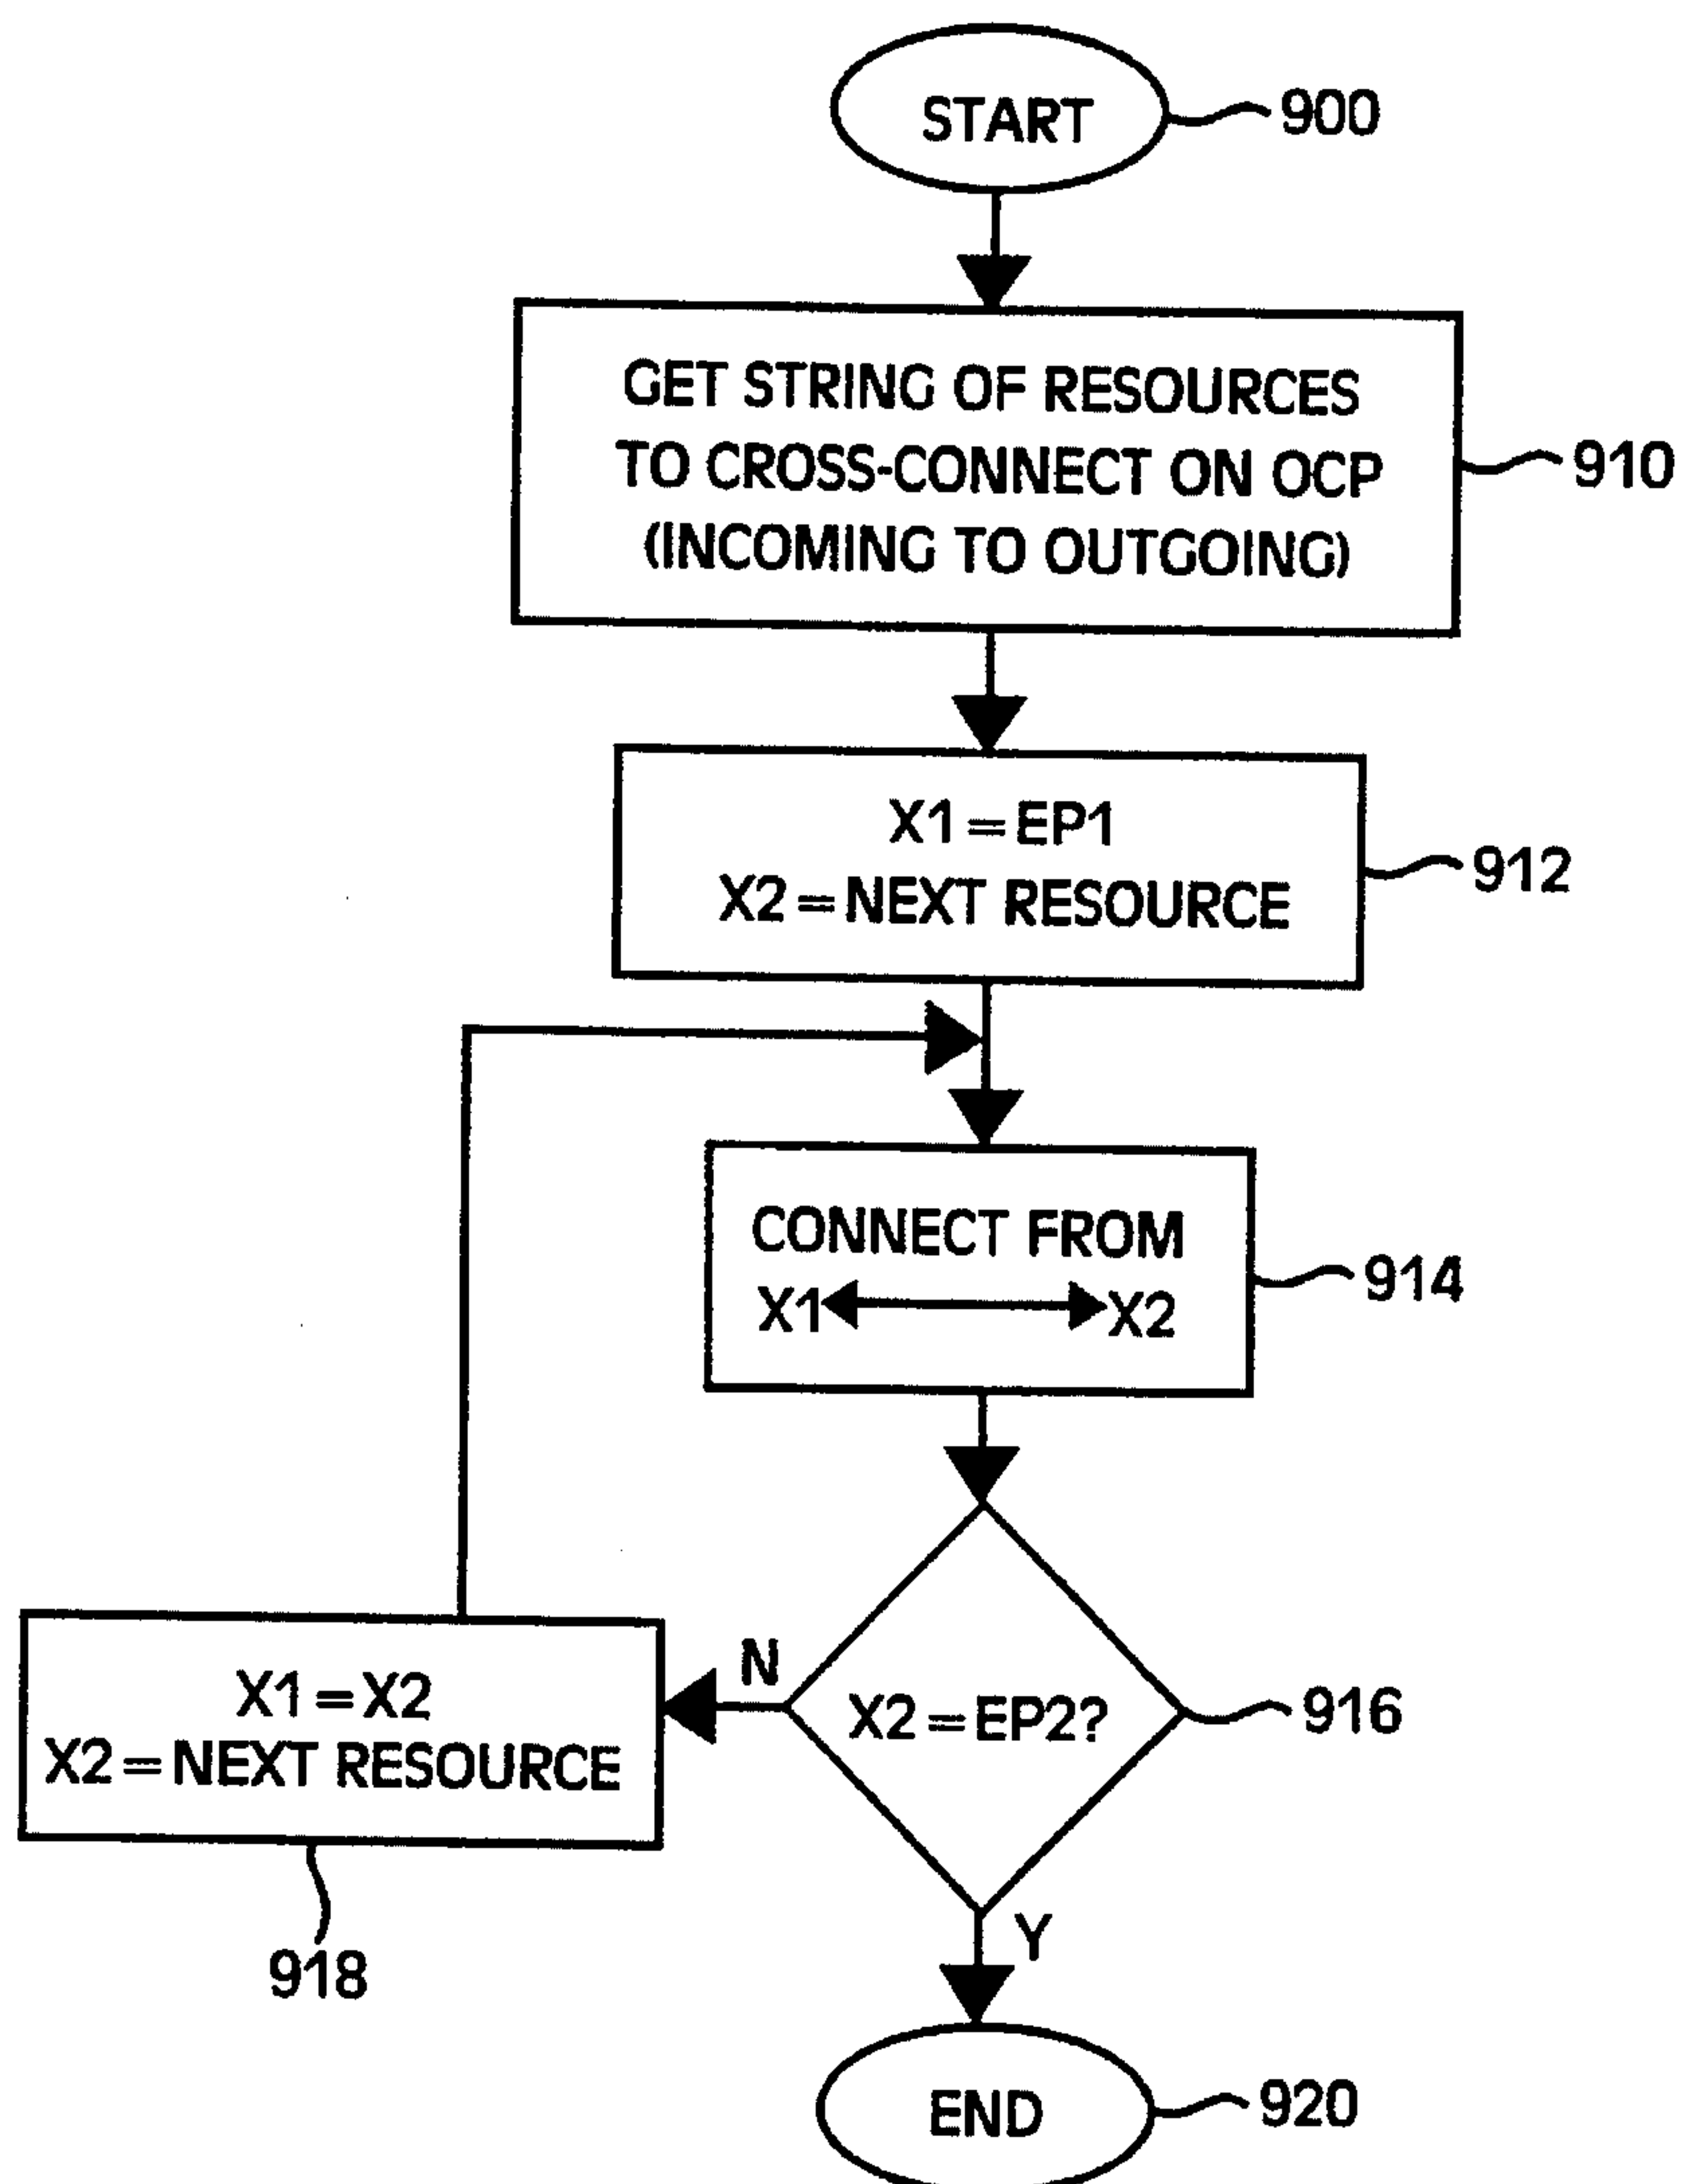 START
900
GET STRING OF RESOURCES
TO CROSS-CONNECT ON OCP
(INCOMING TO OUTGOING)
910
X1=EP1
X2=NEXT RESOURCE
912
CONNECT FROM
X1 X2
914
X2=EP2?
916
N
X1=X2
X2=NEXT RESOURCE
918
Y
END
920